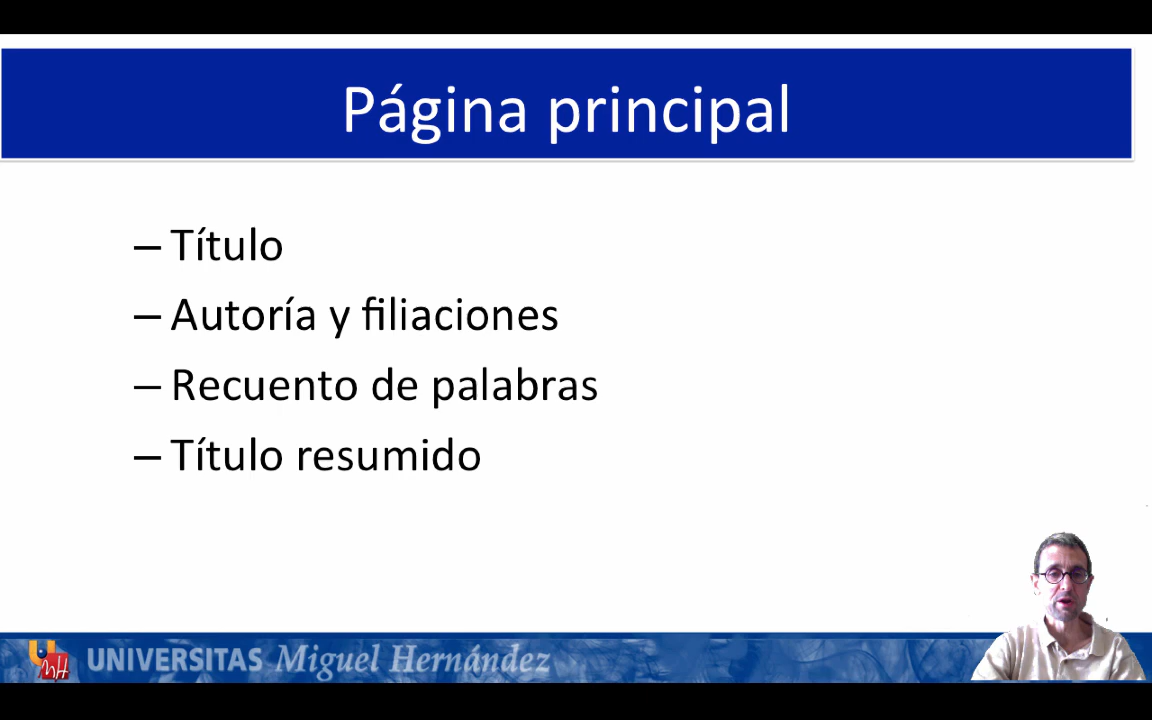 Página principal
– Título
– Autoría y filiaciones
– Recuento de palabras
– Título resumido
UNIVERSITAS Miguel Hernández